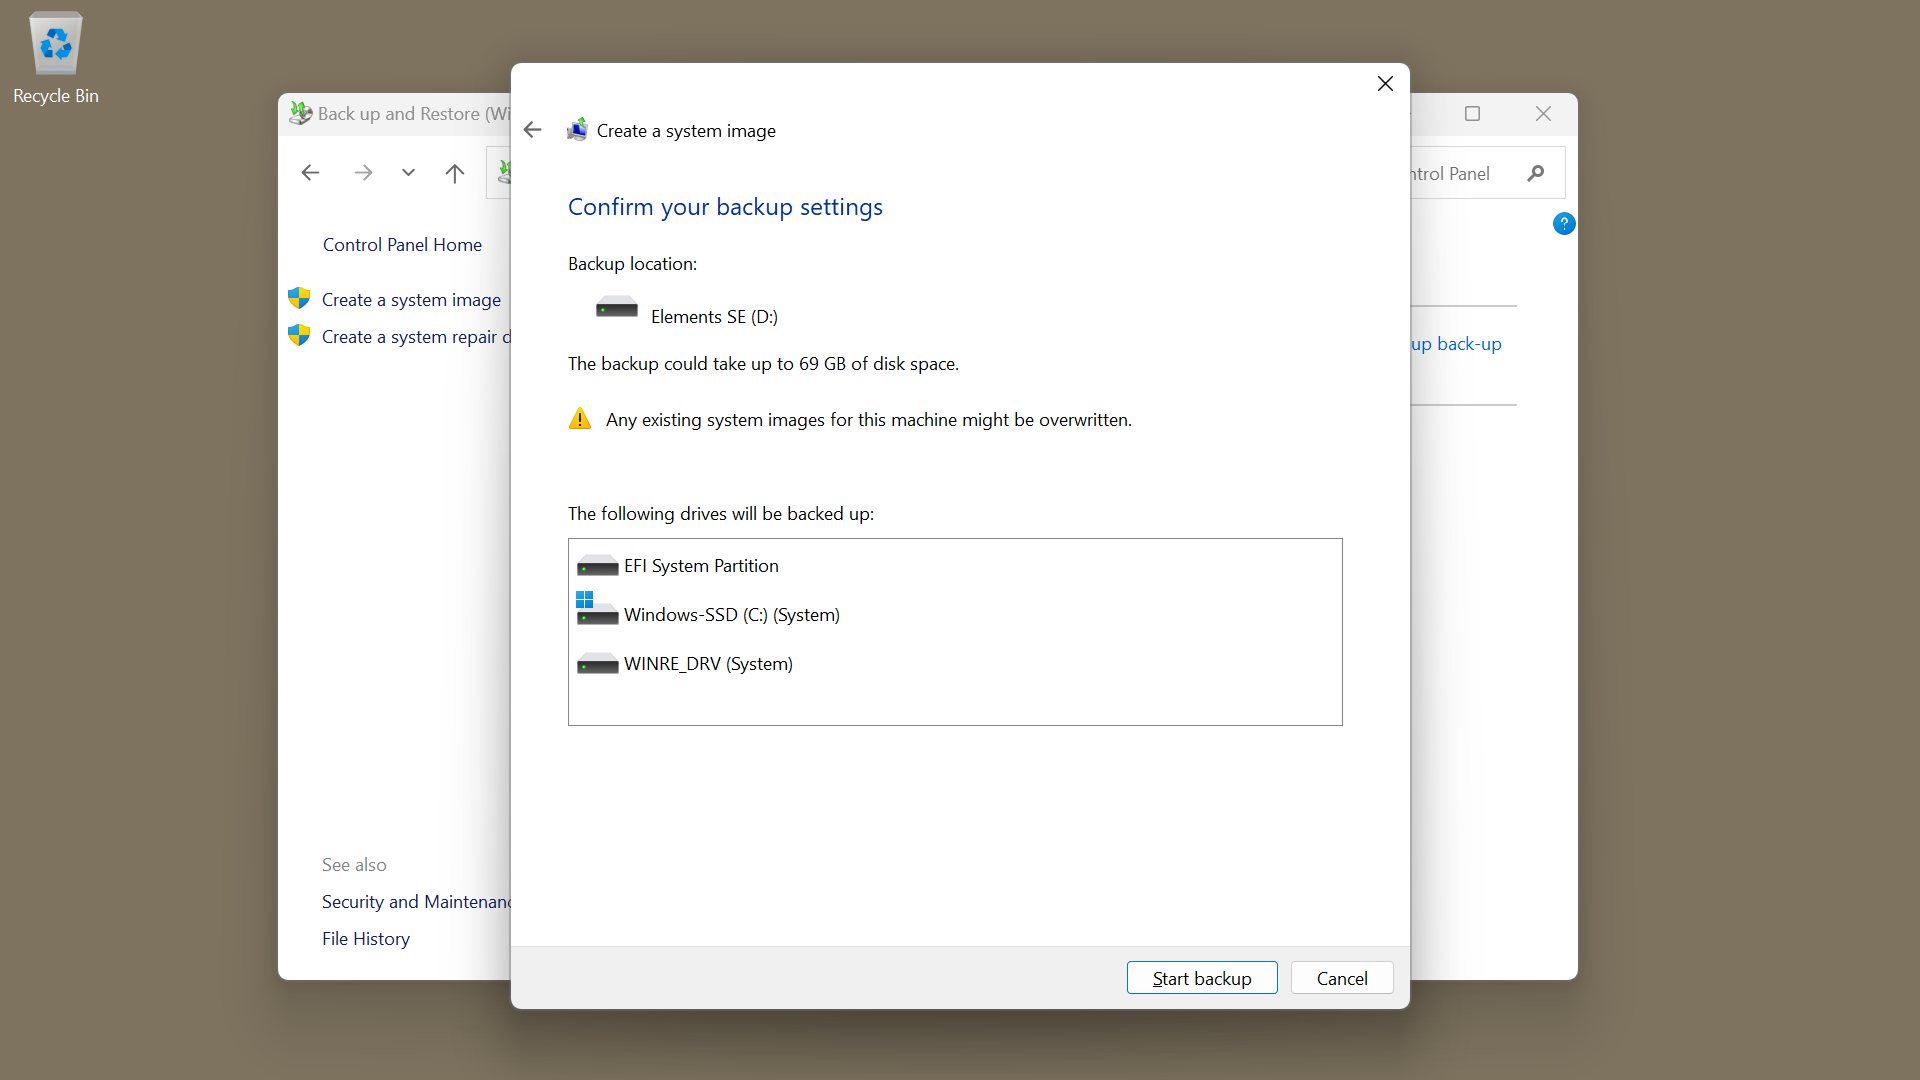 Recycle Bin
Back up and Restore (Wi
Create a system image
ntrol Panel
Confirm your backup settings
Control Panel Home
Backup location:
Create a system image
Elements SE (D:)
Create a system repair d
up back-up
The backup could take up to 69 GB of disk space.
Any existing system images for this machine might be overwritten.
The following drives will be backed up:
EFI System Partition
Windows-SSD (C:) (System)
WINRE_DRV (System)
See also
Security and Maintenanc
File History
Start backup
Cancel